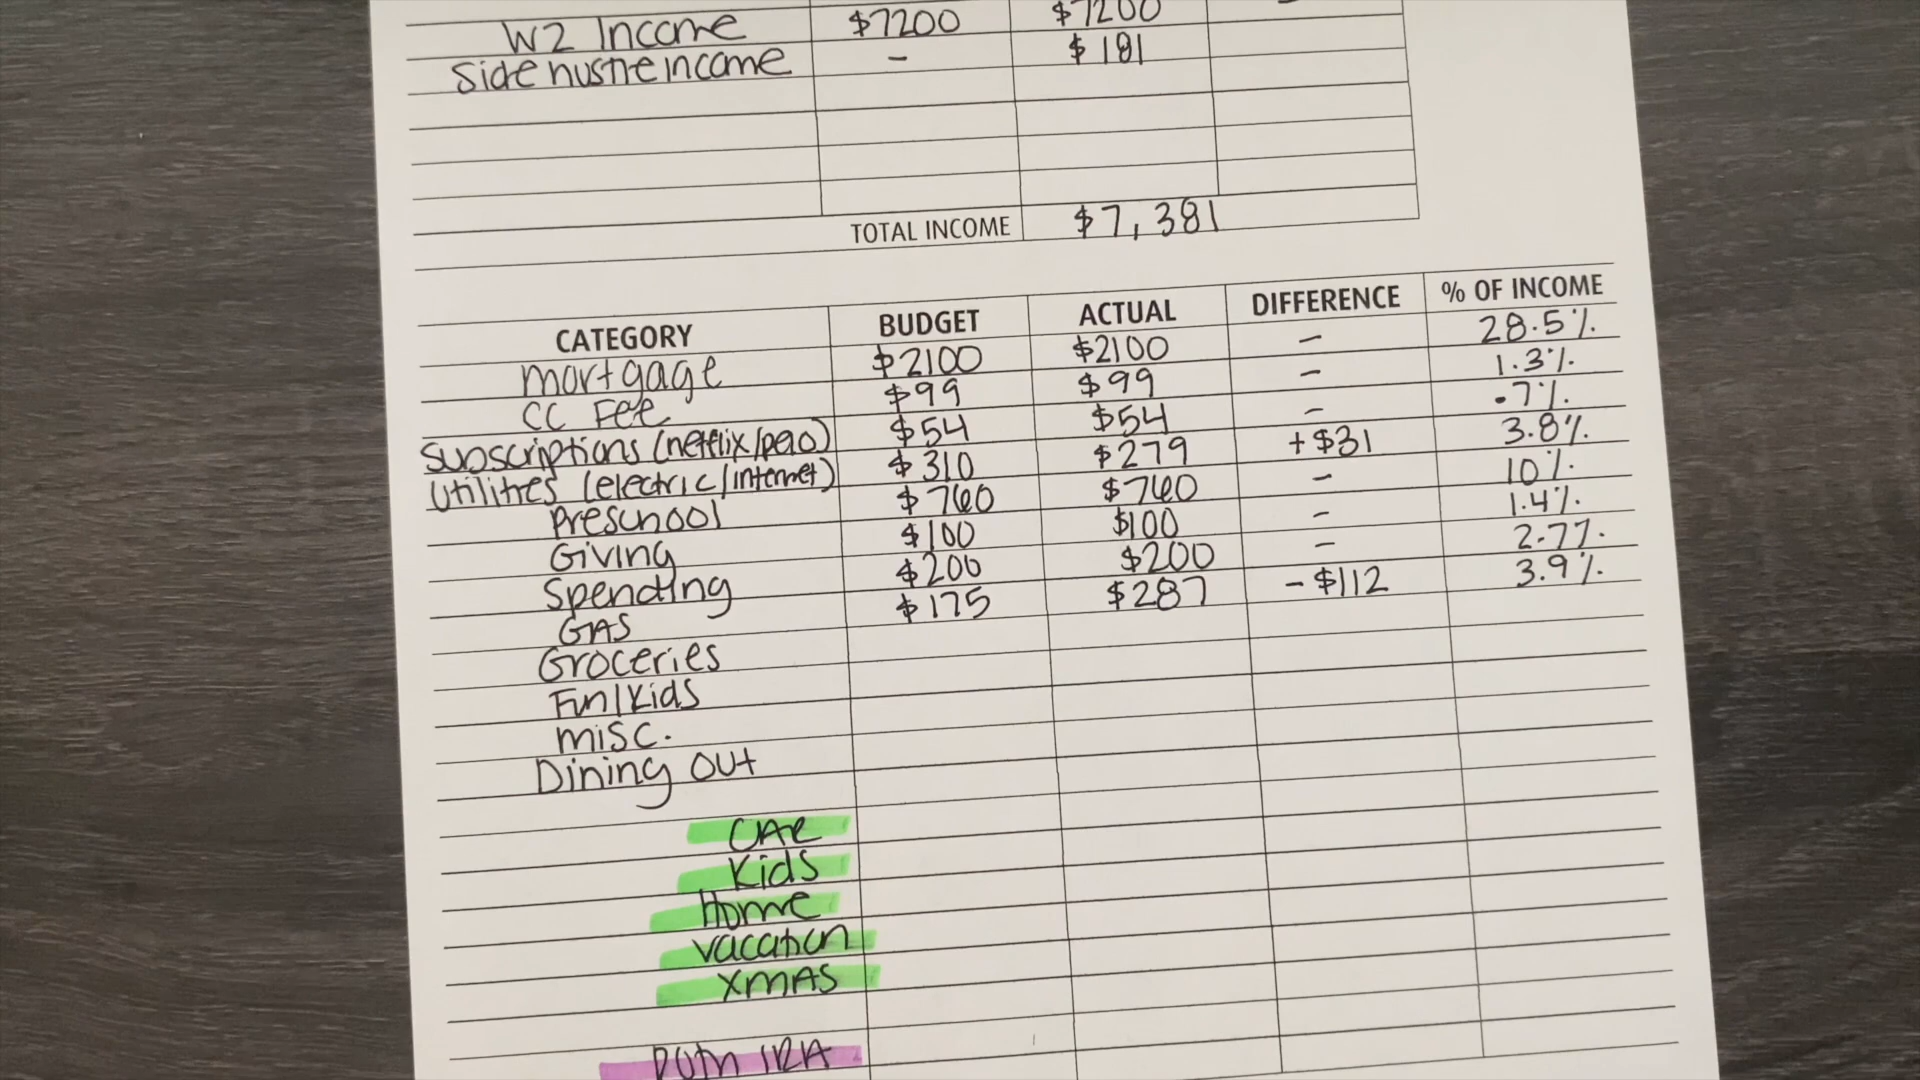 W2 Income $7200 $7200 -
Side hustle income - $181
TOTAL INCOME $7,381
CATEGORY BUDGET ACTUAL DIFFERENCE % OF INCOME
mortgage $2100 $2100 - 28.5%
CC Fee $99 $99 - 1.3%
Subscriptions (netflix/ $54 $54 - .7%
Utilities (electric/internet) $310 $279 +$31 3.8%
Preschool $760 $760 - 10%
Giving $100 $100 - 1.4%
Spending $200 $200 - 2.7%
GAS $175 $287 -$112 3.9%
Groceries
Fun/Kids
misc.
Dining Out
CAR
Kids
Home
vacation
XMAS
IRA